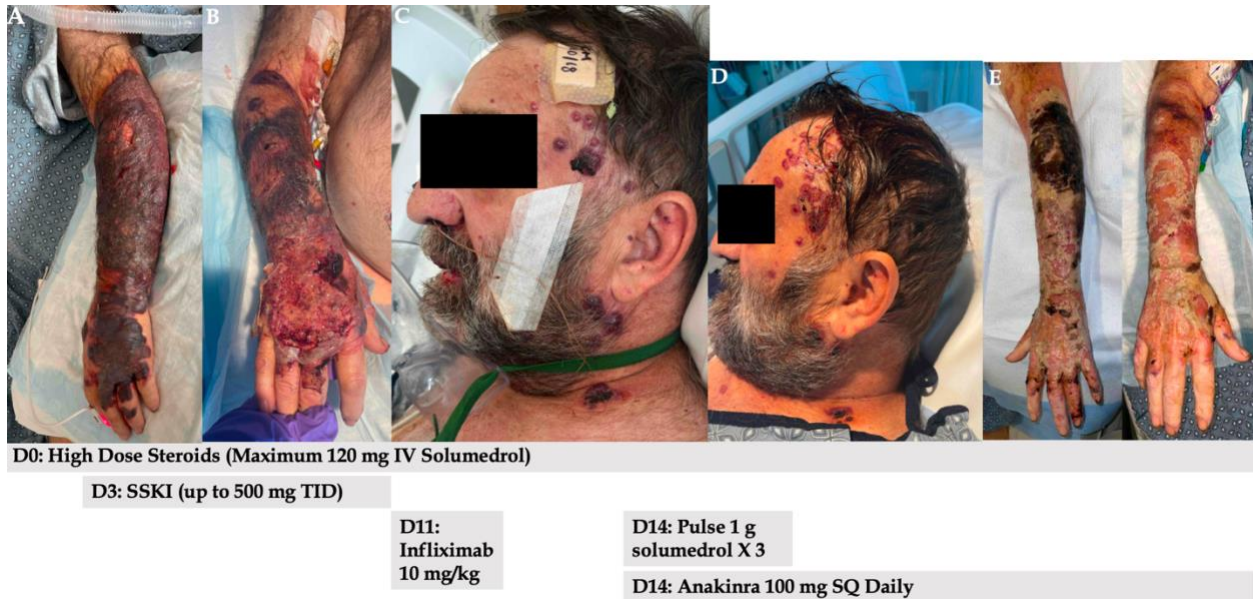 A
B
C
D
E
D0: High Dose Steroids (Maximum 120 mg IV Solumedrol)
D3: SSKI (up to 500 mg TID)
D11:
Infliximab
10 mg/kg
D14: Pulse 1 g
solumedrol X 3
D14: Anakinra 100 mg SQ Daily